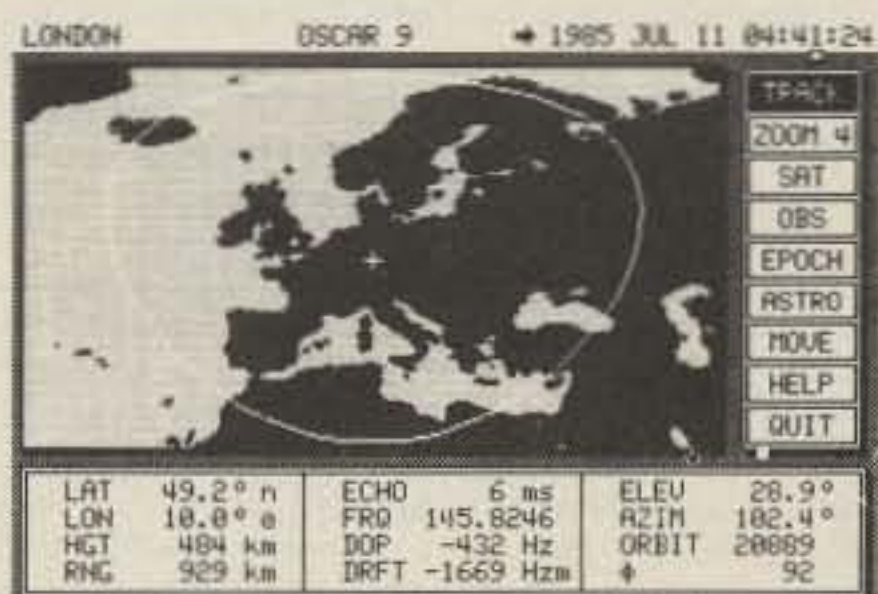 LONDON OSCAR 9 → 1985 JUL 11 04:41:24
TRACK
ZOOM 4
SAT
OBS
EPOCH
ASTRO
MOVE
HELP
QUIT
LAT 49.2° n ECHO 6 ms ELEV 28.9°
LON 10.0° e FRQ 145.8246 AZIM 102.4°
HGT 484 km DOP -432 Hz ORBIT 20889
RNG 929 km DRFT -1669 Hzm ϕ 92